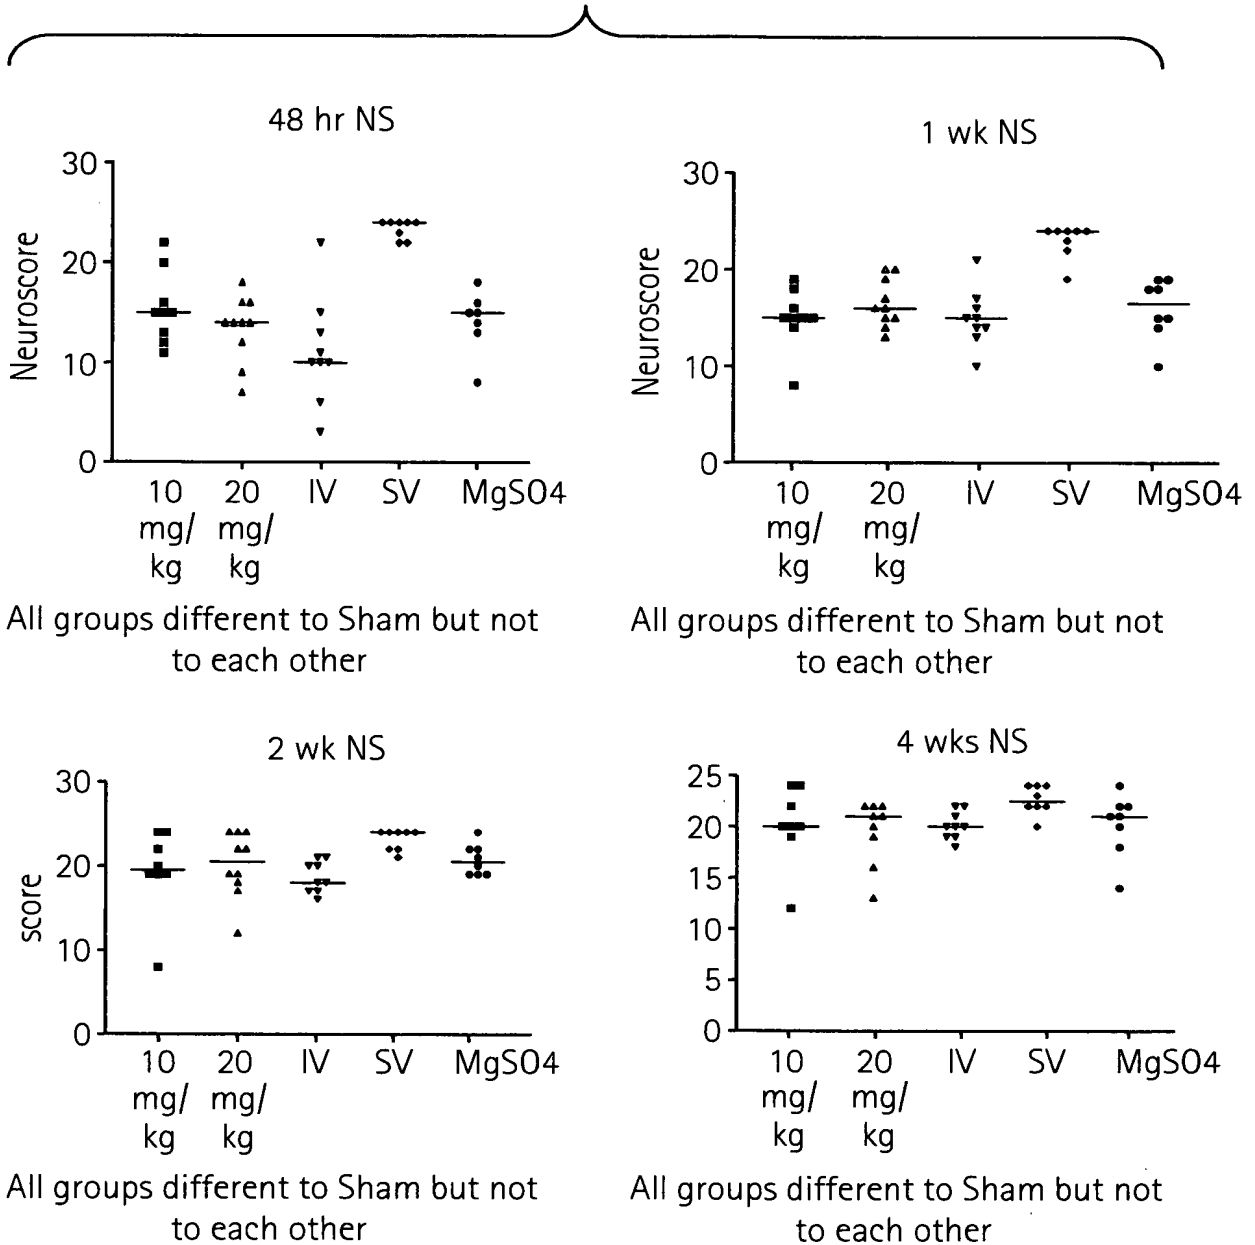 48 hr NS
30
20
10
0
Neuroscore
10 mg/ kg
20 mg/ kg
IV
SV
MgSO4
All groups different to Sham but not
to each other
1 wk NS
30
20
10
0
Neuroscore
10 mg/ kg
20 mg/ kg
IV
SV
MgSO4
All groups different to Sham but not
to each other
2 wk NS
30
20
10
0
score
10 mg/ kg
20 mg/ kg
IV
SV
MgSO4
All groups different to Sham but not
to each other
4 wks NS
25
20
15
10
5
0
10 mg/ kg
20 mg/ kg
IV
SV
MgSO4
All groups different to Sham but not
to each other